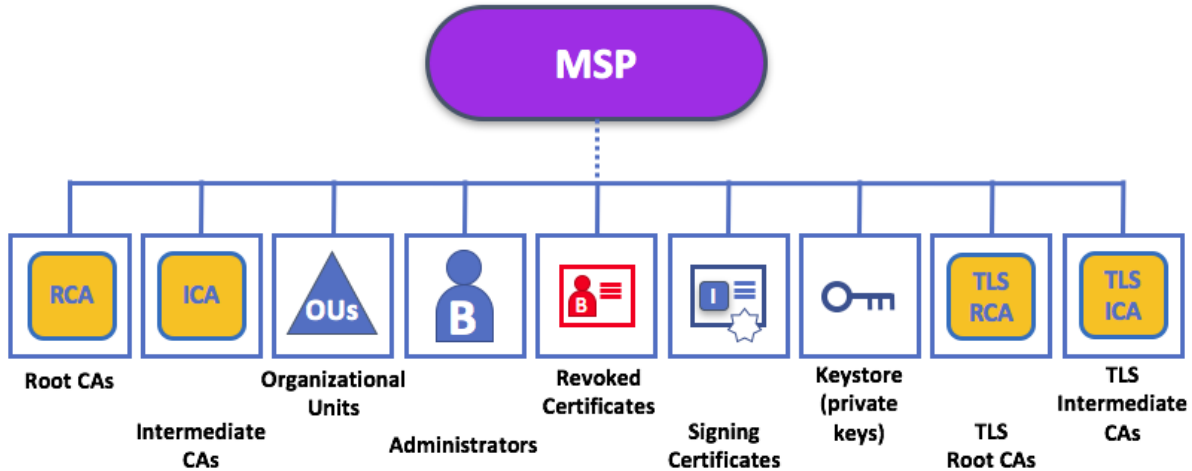 MSP
RCA
ICA
OUs
B
B
I
TLS
RCA
TLS
ICA
Root CAs
Intermediate
CAs
Organizational
Units
Administrators
Revoked
Certificates
Signing
Certificates
Keystore
(private
keys)
TLS
Root CAs
TLS
Intermediate
CAs